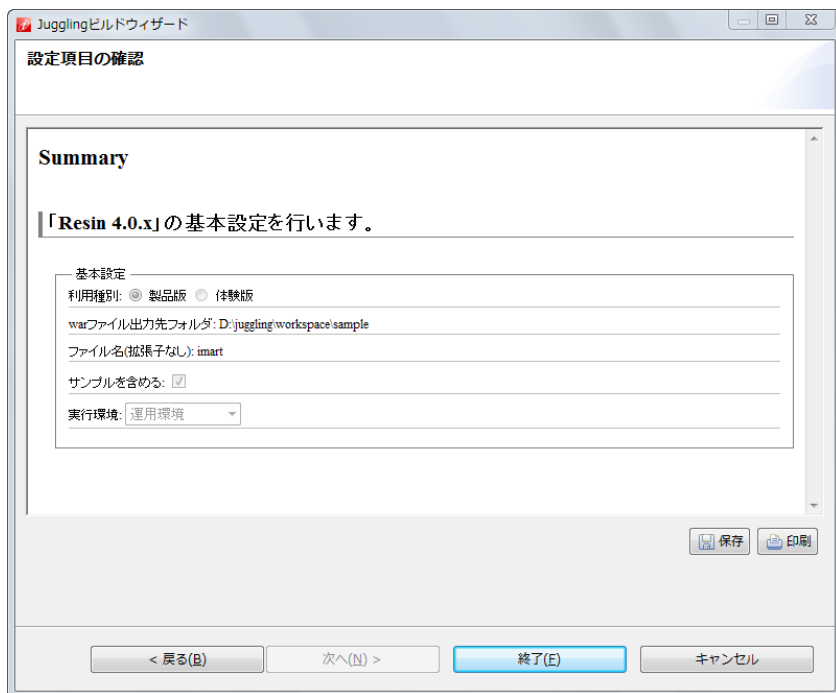 Jugglingビルドウィザード
設定項目の確認
Summary
「Resin 4.0.x」の基本設定を行います。
基本設定
利用種別: 製品版 体験版
warファイル出力先フォルダ: D:\juggling\workspace\sample
ファイル名(拡張子なし): imart
サンプルを含める:
実行環境: 運用環境
保存 印刷
< 戻る(B) 次へ(N) > 終了(F) キャンセル